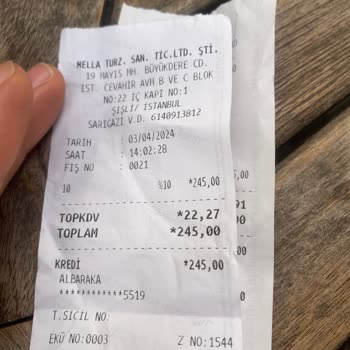 MELLA TURZ. SAN. TİC.LTD. ŞTİ.
19 MAYIS MH. BÜYÜKDERE CD.
İST. CEVAHİR AVM B VE C BLOK
NO:22 İÇ KAPI NO:1
ŞİŞLİ/ İSTANBUL
SARIGAZİ V.D. 6140913812
TARİH : 03/04/2024
SAAT : 14:02:28
FİŞ NO : 0021
10 %10 *245,00
TOPKDV *22,27
TOPLAM *245,00
KREDİ *245,00
ALBARAKA
************5519
T.SİCİL NO:
EKÜ NO:0003 Z NO:1544